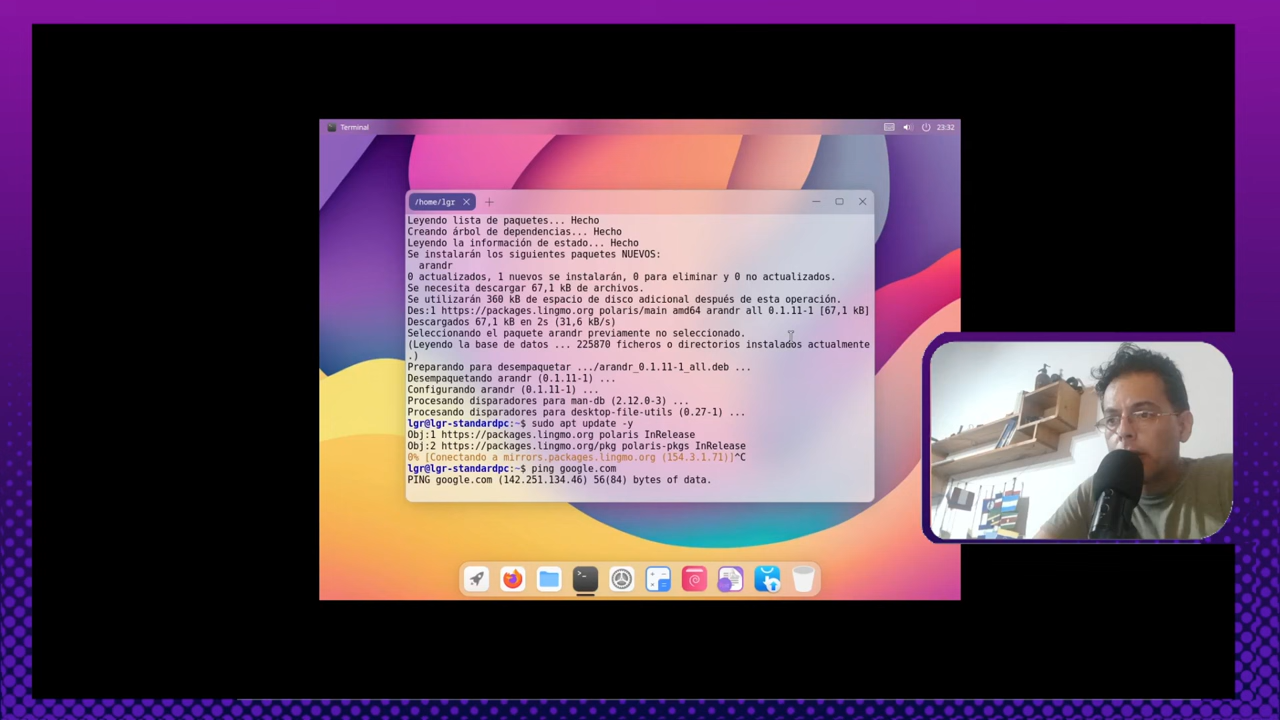 Terminal
23:32
/home/lgr
Leyendo lista de paquetes... Hecho
Creando árbol de dependencias... Hecho
Leyendo la información de estado... Hecho
Se instalarán los siguientes paquetes NUEVOS:
arandr
0 actualizados, 1 nuevos se instalarán, 0 para eliminar y 0 no actualizados.
Se necesita descargar 67,1 kB de archivos.
Se utilizarán 360 kB de espacio de disco adicional después de esta operación.
Des:1 https://packages.lingmo.org polaris/main amd64 arandr all 0.1.11-1 [67,1 kB]
Descargados 67,1 kB en 2s (31,6 kB/s)
Seleccionando el paquete arandr previamente no seleccionado.
(Leyendo la base de datos ... 225870 ficheros o directorios instalados actualmente
.)
Preparando para desempaquetar .../arandr_0.1.11-1_all.deb ...
Desempaquetando arandr (0.1.11-1) ...
Configurando arandr (0.1.11-1) ...
Procesando disparadores para man-db (2.12.0-3) ...
Procesando disparadores para desktop-file-utils (0.27-1) ...
lgr@lgr-standardpc:~$ sudo apt update -y
Obj:1 https://packages.lingmo.org polaris InRelease
Obj:2 https://packages.lingmo.org/pkg polaris-pkgs InRelease
0% [Conectando a mirrors.packages.lingmo.org (154.3.1.71)]^C
lgr@lgr-standardpc:~$ ping google.com
PING google.com (142.251.134.46) 56(84) bytes of data.